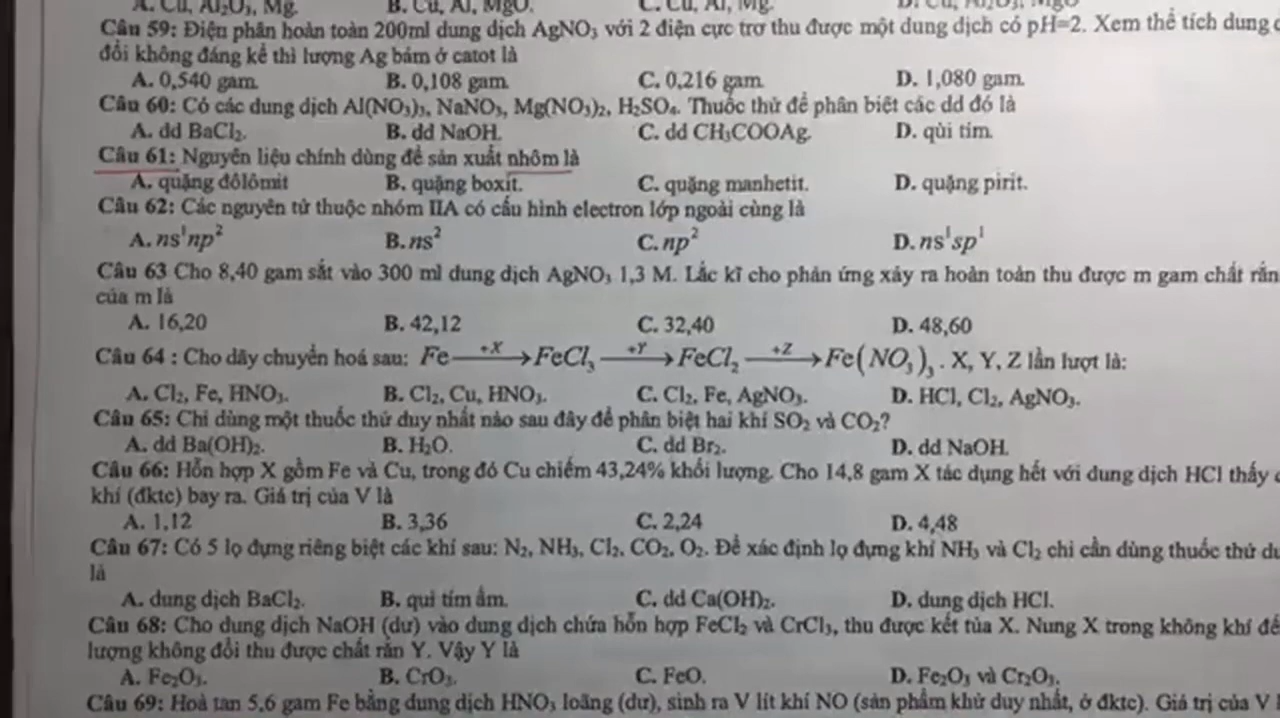 A. Cu, Al₂O₃, Mg. B. Cu, Al, MgO. C. Cu, Al, Mg. D. Cu, Al₂O₃, MgO
Câu 59: Điện phân hoàn toàn 200ml dung dịch AgNO₃ với 2 điện cực trơ thu được một dung dịch có pH=2. Xem thể tích dung
đổi không đáng kể thì lượng Ag bám ở catot là
A. 0,540 gam. B. 0,108 gam. C. 0,216 gam. D. 1,080 gam.
Câu 60: Có các dung dịch Al(NO₃)₃, NaNO₃, Mg(NO₃)₂, H₂SO₄. Thuốc thử để phân biệt các dd đó là
A. dd BaCl₂. B. dd NaOH. C. dd CH₃COOAg. D. qùi tím.
Câu 61: Nguyên liệu chính dùng để sản xuất nhôm là
A. quặng đôlômit B. quặng boxit. C. quặng manhetit. D. quặng pirit.
Câu 62: Các nguyên tử thuộc nhóm IIA có cấu hình electron lớp ngoài cùng là
A. ns¹np² B. ns² C. np² D. ns¹sp¹
Câu 63 Cho 8,40 gam sắt vào 300 ml dung dịch AgNO₃ 1,3 M. Lắc kĩ cho phản ứng xảy ra hoàn toàn thu được m gam chất rắn
của m là
A. 16,20 B. 42,12 C. 32,40 D. 48,60
Câu 64 : Cho dãy chuyển hoá sau: Fe —+X→ FeCl₃ —+Y→ FeCl₂ —+Z→ Fe(NO₃)₃ . X, Y, Z lần lượt là:
A. Cl₂, Fe, HNO₃. B. Cl₂, Cu, HNO₃. C. Cl₂, Fe, AgNO₃. D. HCl, Cl₂, AgNO₃.
Câu 65: Chỉ dùng một thuốc thử duy nhất nào sau đây để phân biệt hai khí SO₂ và CO₂?
A. dd Ba(OH)₂. B. H₂O. C. dd Br₂. D. dd NaOH.
Câu 66: Hỗn hợp X gồm Fe và Cu, trong đó Cu chiếm 43,24% khối lượng. Cho 14,8 gam X tác dụng hết với dung dịch HCl thấy
khí (đktc) bay ra. Giá trị của V là
A. 1,12 B. 3,36 C. 2,24 D. 4,48
Câu 67: Có 5 lọ đựng riêng biệt các khí sau: N₂, NH₃, Cl₂, CO₂, O₂. Để xác định lọ đựng khí NH₃ và Cl₂ chỉ cần dùng thuốc thử
là
A. dung dịch BaCl₂. B. quì tím ẩm. C. dd Ca(OH)₂. D. dung dịch HCl.
Câu 68: Cho dung dịch NaOH (dư) vào dung dịch chứa hỗn hợp FeCl₂ và CrCl₃, thu được kết tủa X. Nung X trong không khí
lượng không đổi thu được chất rắn Y. Vậy Y là
A. Fe₂O₃. B. CrO₃. C. FeO. D. Fe₂O₃ và Cr₂O₃.
Câu 69: Hoà tan 5,6 gam Fe bằng dung dịch HNO₃ loãng (dư), sinh ra V lít khí NO (sản phẩm khử duy nhất, ở đktc). Giá trị của V